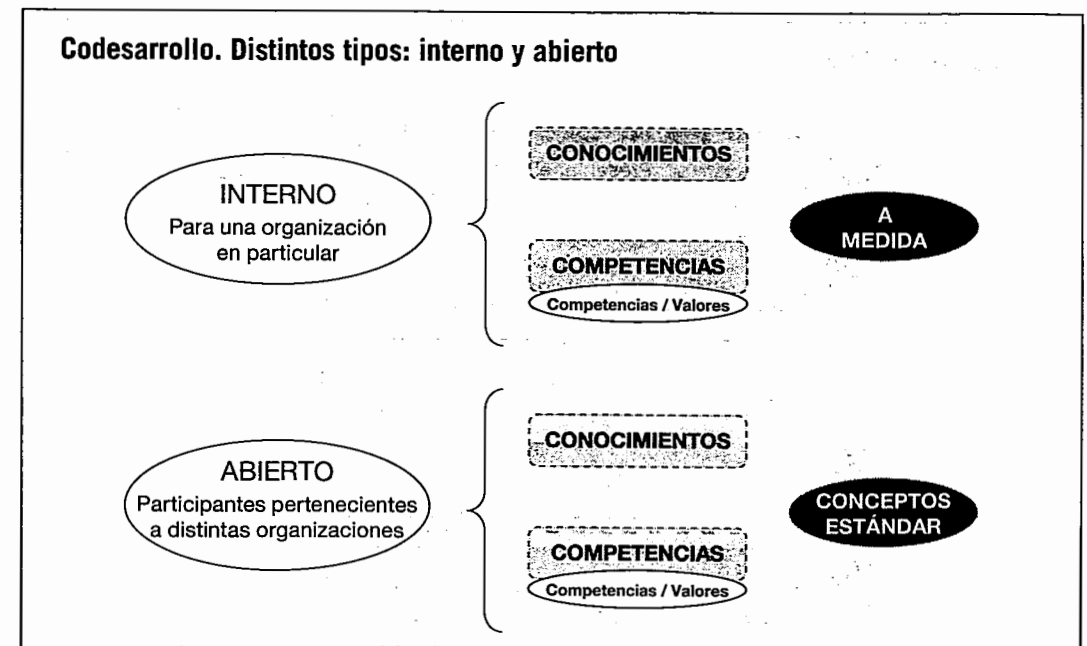 Codesarrollo. Distintos tipos: interno y abierto
INTERNO
Para una organización
en particular
CONOCIMIENTOS
COMPETENCIAS
Competencias / Valores
A
MEDIDA
ABIERTO
Participantes pertenecientes
a distintas organizaciones
CONOCIMIENTOS
COMPETENCIAS
Competencias / Valores
CONCEPTOS
ESTÁNDAR